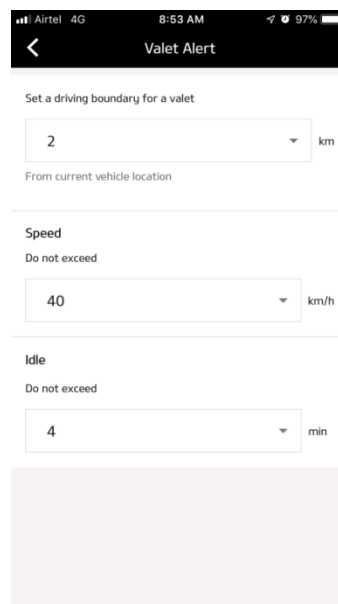 Airtel 4G 8:53 AM 97%
Valet Alert
Set a driving boundary for a valet
2 km
From current vehicle location
Speed
Do not exceed
40 km/h
Idle
Do not exceed
4 min